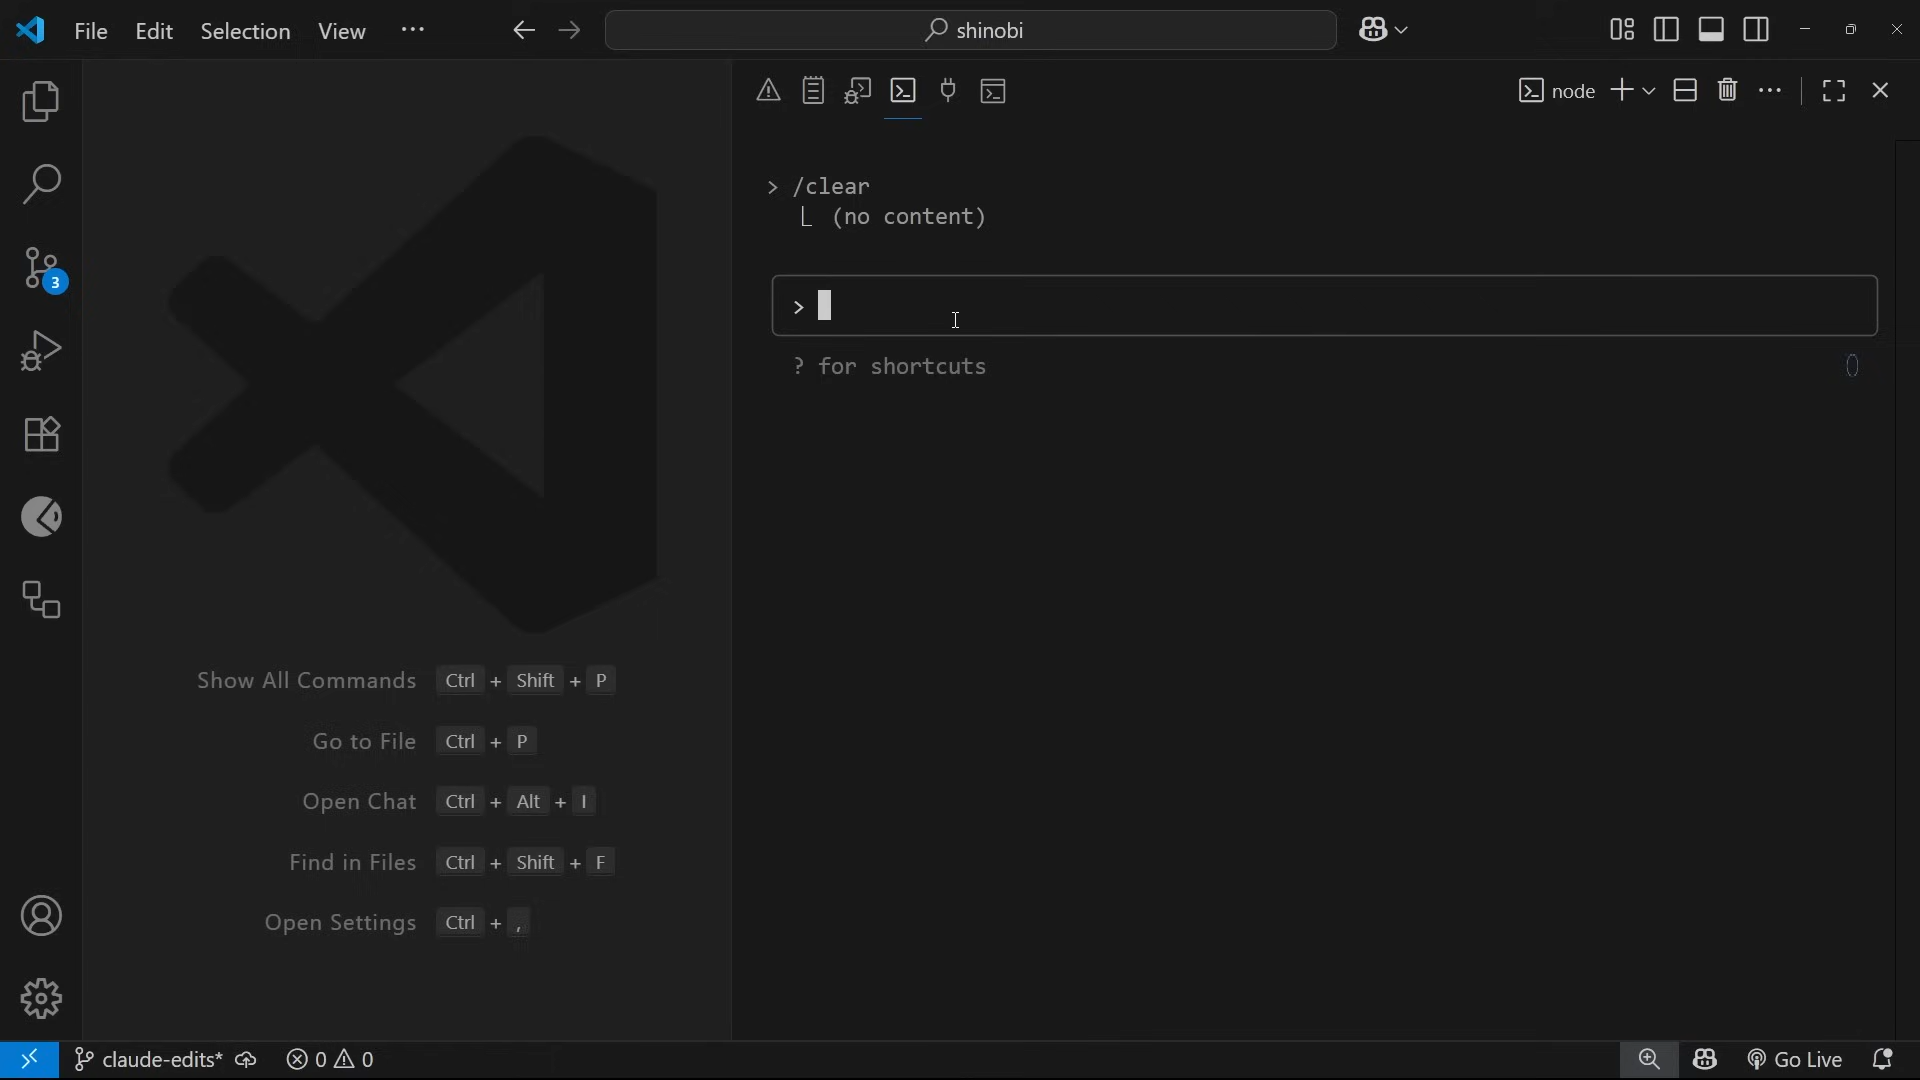 File Edit Selection View ···
shinobi
node
> /clear
⎿ (no content)
>
? for shortcuts
3
Show All Commands Ctrl + Shift + P
Go to File Ctrl + P
Open Chat Ctrl + Alt + I
Find in Files Ctrl + Shift + F
Open Settings Ctrl + ,
claude-edits* 0 0
Go Live